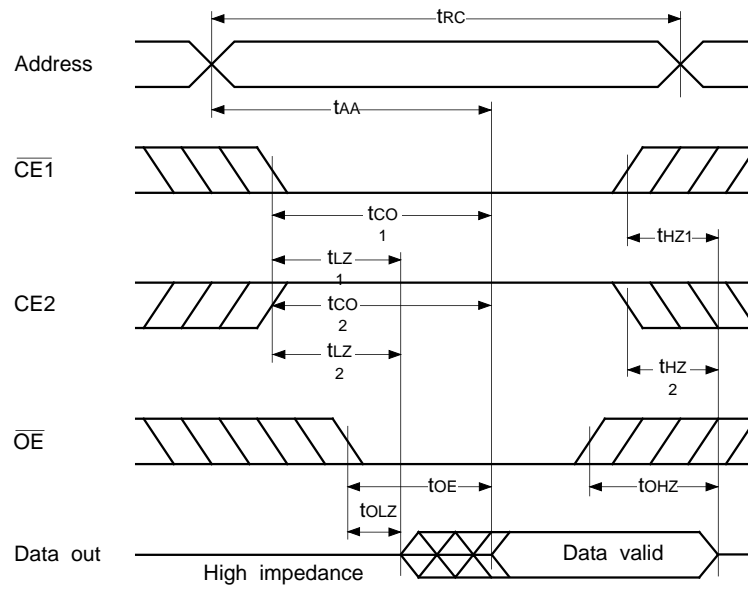 tRC
Address
tAA
CE1
tCO
1
tHZ1
tLZ
1
CE2
tCO
2
tLZ
2
tHZ
2
OE
tOE
tOHZ
tOLZ
Data out
Data valid
High impedance